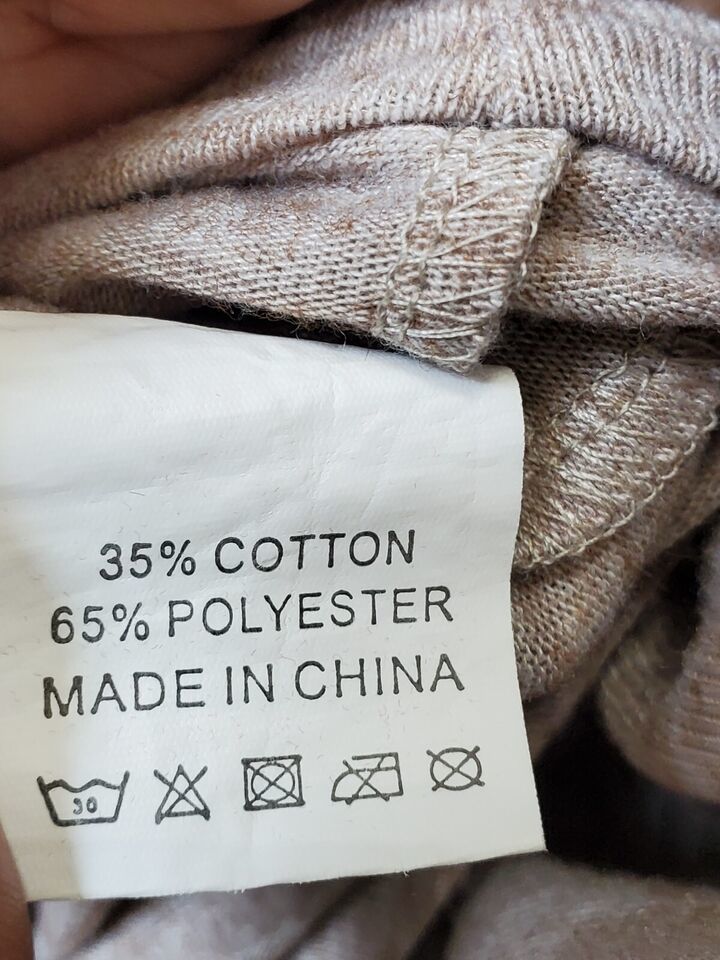 35% COTTON
65% POLYESTER
MADE IN CHINA
30